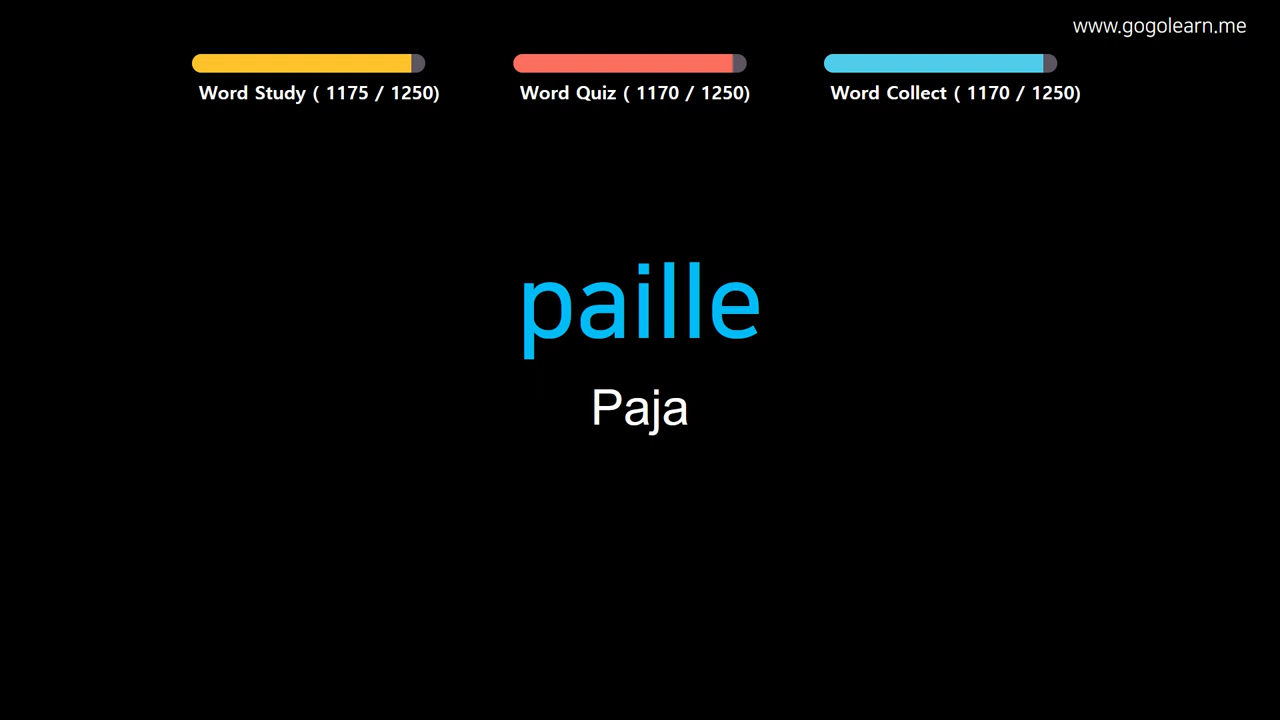 www.gogolearn.me
Word Study ( 1175 / 1250)
Word Quiz ( 1170 / 1250)
Word Collect ( 1170 / 1250)
paille
Paja